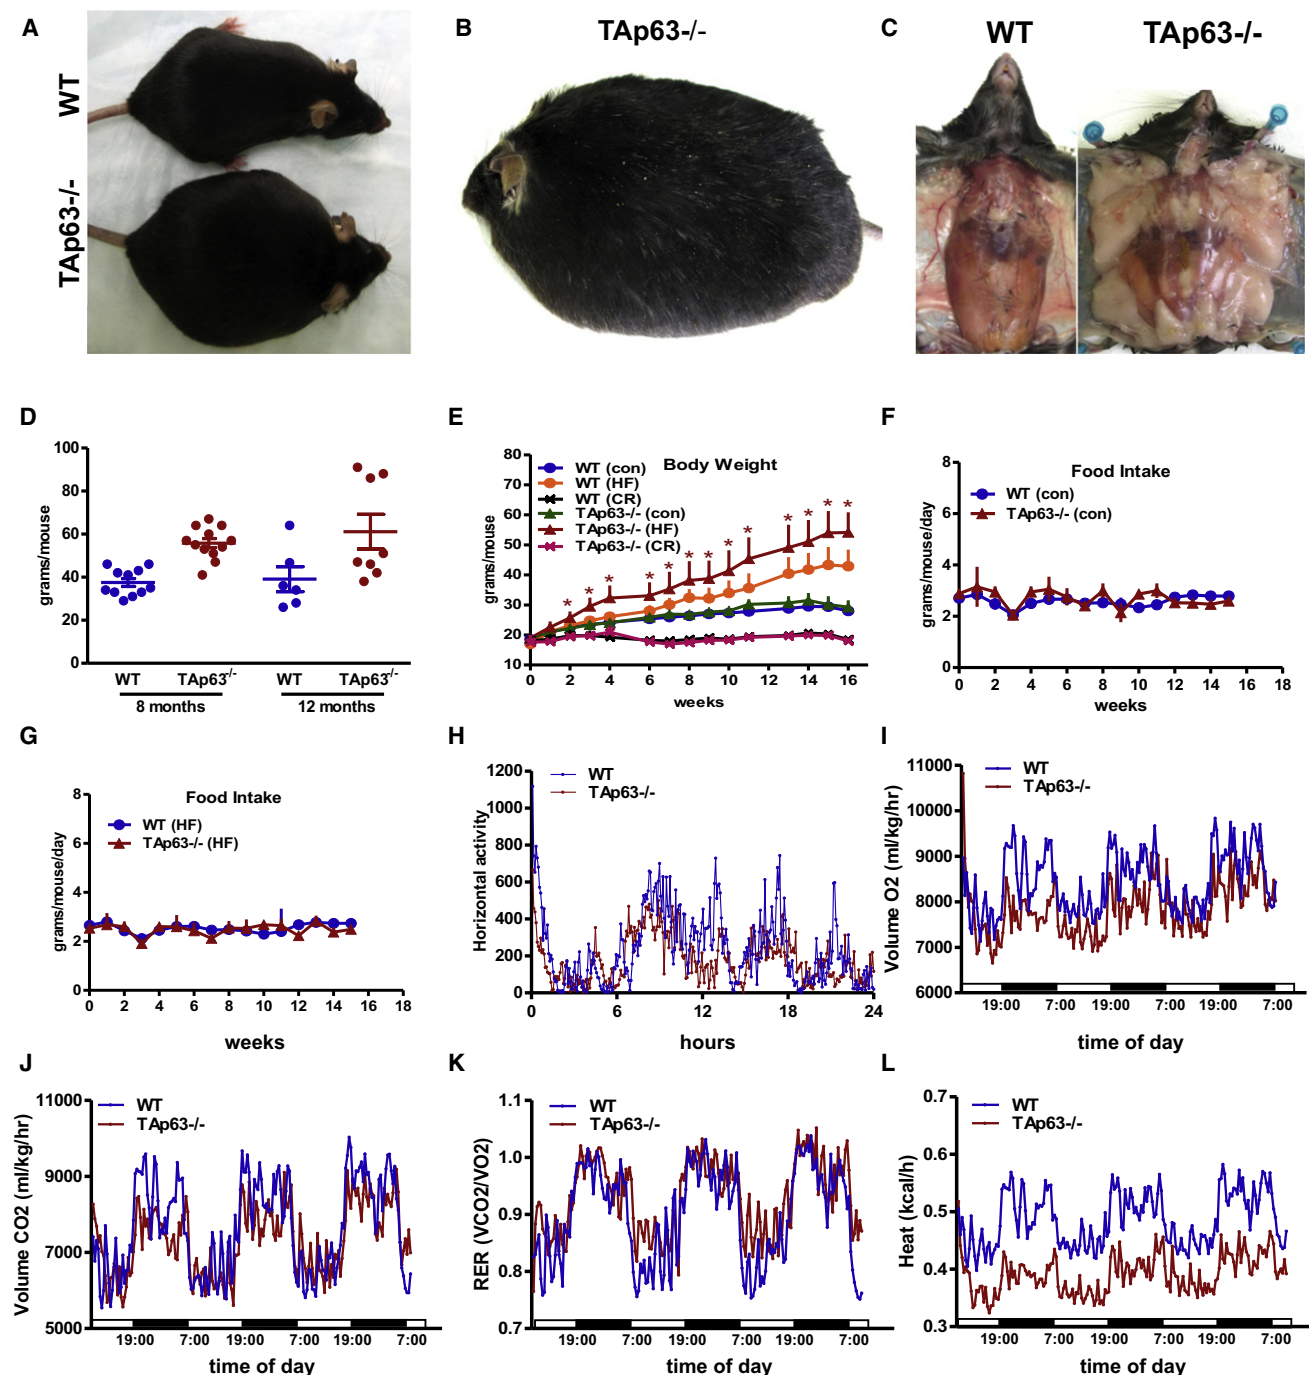 A
WT
TAp63-/-
B
TAp63-/-
C
WT
TAp63-/-
D
grams/mouse
100
80
60
40
20
0
WT
TAp63-/-
WT
TAp63-/-
8 months
12 months
E
Body Weight
WT (con)
WT (HF)
WT (CR)
TAp63-/- (con)
TAp63-/- (HF)
TAp63-/- (CR)
* * * * * * * * * * * * *
grams/mouse
80
70
60
50
40
30
20
10
0 2 4 6 8 10 12 14 16
weeks
F
Food Intake
WT (con)
TAp63-/- (con)
grams/mouse/day
8
6
4
2
0
0 2 4 6 8 10 12 14 16 18
weeks
G
Food Intake
WT (HF)
TAp63-/- (HF)
grams/mouse/day
8
6
4
2
0
0 2 4 6 8 10 12 14 16 18
weeks
H
WT
TAp63-/-
Horizontal activity
1200
1000
800
600
400
200
0
0 6 12 18 24
hours
I
WT
TAp63-/-
Volume O2 (ml/kg/hr)
11000
10000
9000
8000
7000
6000
19:00 7:00 19:00 7:00 19:00 7:00
time of day
J
WT
TAp63-/-
Volume CO2 (ml/kg/hr)
11000
9000
7000
5000
19:00 7:00 19:00 7:00 19:00 7:00
time of day
K
WT
TAp63-/-
RER (VCO2/VO2)
1.1
1.0
0.9
0.8
0.7
19:00 7:00 19:00 7:00 19:00 7:00
time of day
L
WT
TAp63-/-
Heat (kcal/h)
0.7
0.6
0.5
0.4
0.3
19:00 7:00 19:00 7:00 19:00 7:00
time of day